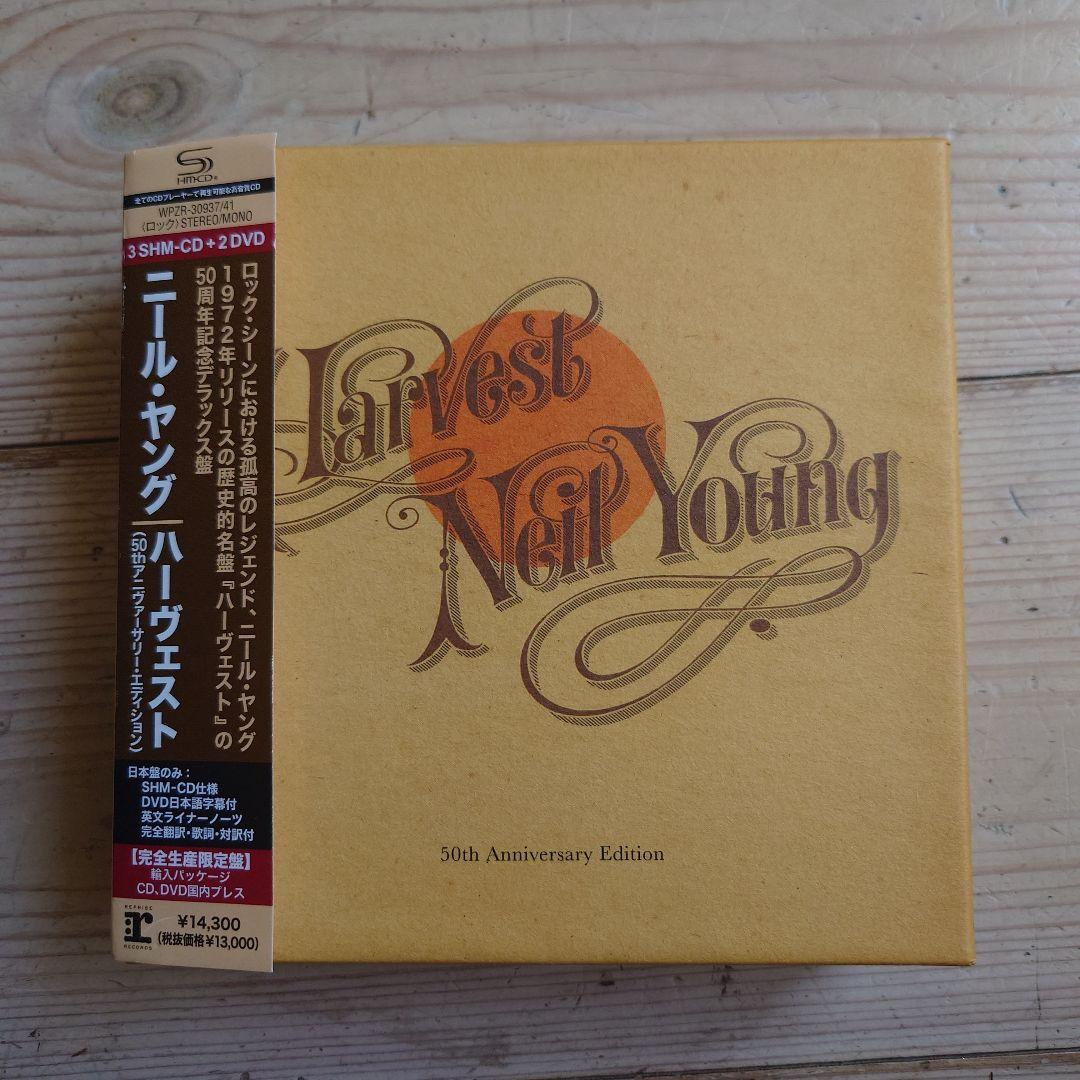 SHM-CD®
全てのCDプレーヤーで再生可能な高音質CD
WPZR-30937/41
〈ロック〉STEREO/MONO
3 SHM-CD + 2 DVD
ロック・シーンにおける孤高のレジェンド、ニール・ヤング
1972年リリースの歴史的名盤『ハーヴェスト』の
50周年記念デラックス盤
ニール・ヤング|ハーヴェスト
(50thアニヴァーサリー・エディション)
日本盤のみ：
SHM-CD仕様
DVD日本語字幕付
英文ライナーノーツ
完全翻訳・歌詞・対訳付
【完全生産限定盤】
輸入パッケージ
CD、DVD国内プレス
REPRISE
r
RECORDS
¥14,300
(税抜価格¥13,000)
Harvest
Neil Young
50th Anniversary Edition